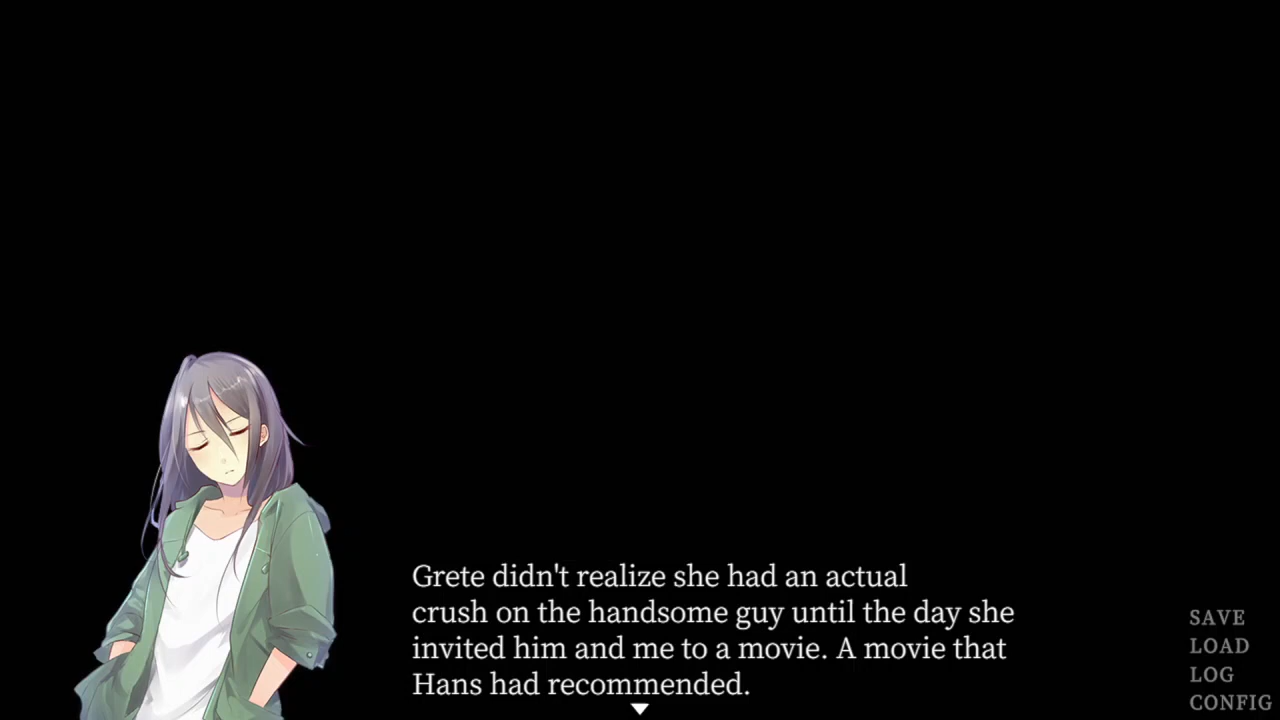 Grete didn't realize she had an actual
crush on the handsome guy until the day she
invited him and me to a movie. A movie that
Hans had recommended.
SAVE
LOAD
LOG
CONFIG